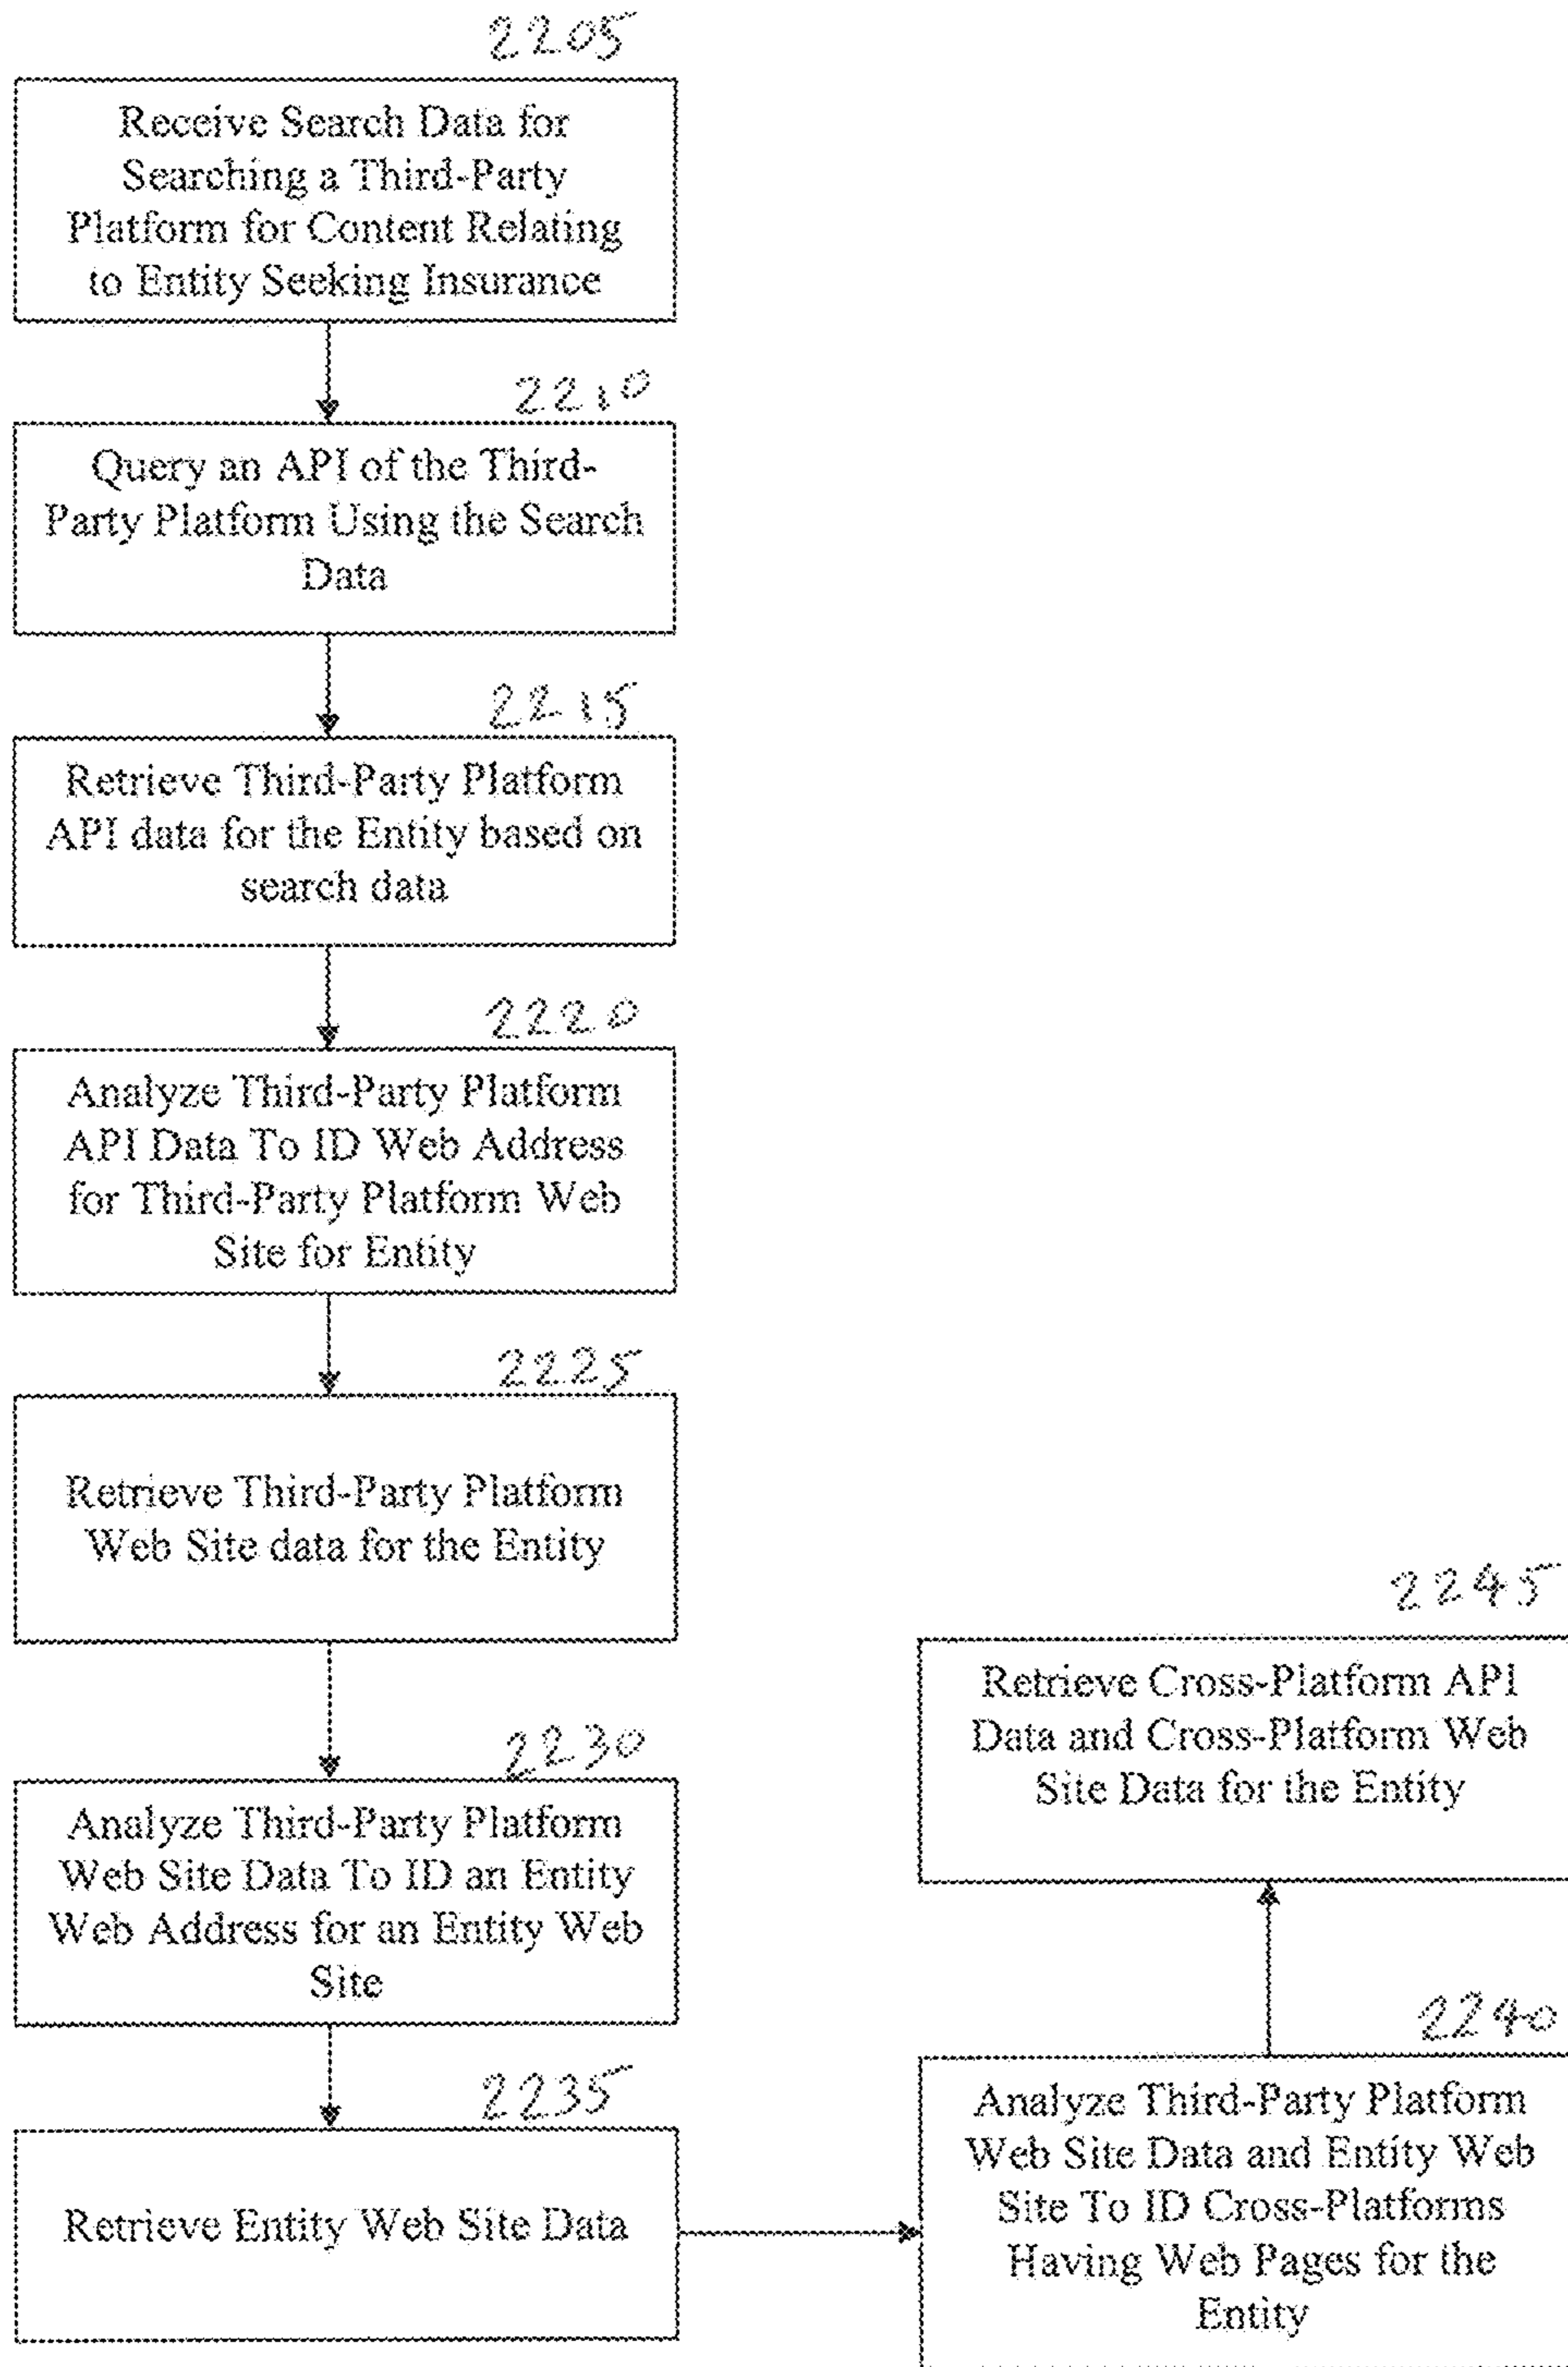 2205
Receive Search Data for
Searching a Third-Party
Platform for Content Relating
to Entity Seeking Insurance
2210
Query an API of the Third-
Party Platform Using the Search
Data
2215
Retrieve Third-Party Platform
API data for the Entity based on
search data
2220
Analyze Third-Party Platform
API Data To ID Web Address
for Third-Party Platform Web
Site for Entity
2225
Retrieve Third-Party Platform
Web Site data for the Entity
2230
Analyze Third-Party Platform
Web Site Data To ID an Entity
Web Address for an Entity Web
Site
2235
Retrieve Entity Web Site Data
2240
Analyze Third-Party Platform
Web Site Data and Entity Web
Site To ID Cross-Platforms
Having Web Pages for the
Entity
2245
Retrieve Cross-Platform API
Data and Cross-Platform Web
Site Data for the Entity